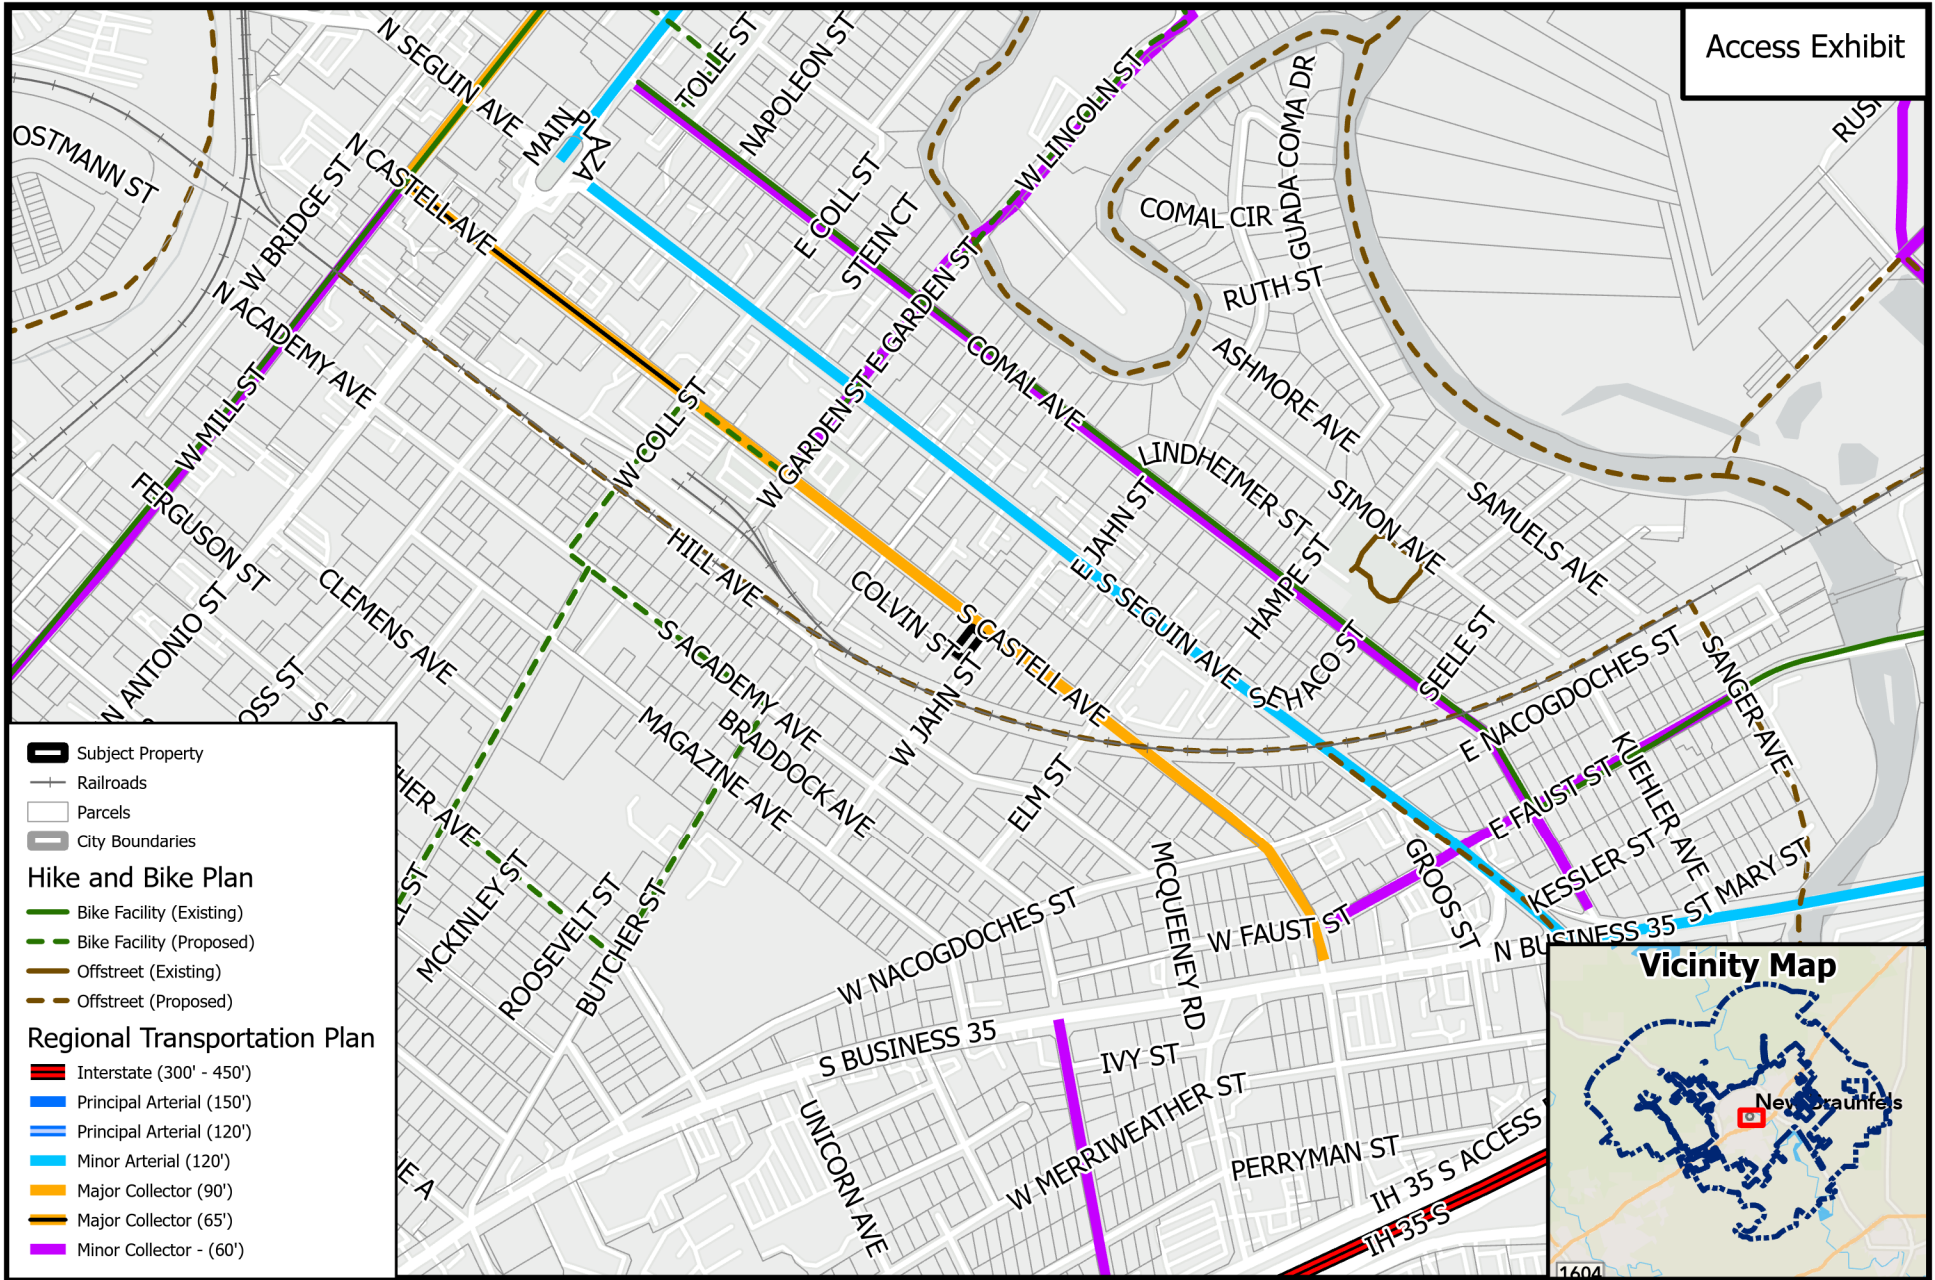 Access Exhibit
N SEGUIN AVE
MAIN
PLAZA
TOLLE ST
NAPOLEON ST
W LINCOLN ST
GUADA COMA DR
COMAL CIR
RUTH ST
OSTMANN ST
W BRIDGE ST
N CASTELL AVE
N ACADEMY AVE
E COLL ST
STEIN CT
E GARDEN ST
W GARDEN ST
COMAL AVE
ASHMORE AVE
LINDHEIMER ST
SIMON AVE
SAMUELS AVE
W MILL ST
W COLL ST
FERGUSON ST
HILL AVE
CLEMENS AVE
N ANTONIO ST
OSS ST
COLVIN ST
S CASTELL AVE
E JAHN ST
S SEGUIN AVE
HAMPE ST
HACO ST
SEELE ST
E NACOGDOCHES ST
SANGER AVE
S ACADEMY AVE
BRADDOCK AVE
MAGAZINE AVE
W JAHN ST
ELM ST
E FAUST ST
KUEHLER AVE
KESSLER ST
ST MARY ST
GROOS ST
MCQUEENEY RD
W FAUST ST
N BUSINESS 35
HER AVE
MCKINLEY ST
ROOSEVELT ST
BUTCHER ST
W NACOGDOCHES ST
S BUSINESS 35
IVY ST
W MERRIWEATHER ST
UNICORN AVE
PERRYMAN ST
IH 35 S ACCESS
IH 35 S
Subject Property
Railroads
Parcels
City Boundaries
Hike and Bike Plan
Bike Facility (Existing)
Bike Facility (Proposed)
Offstreet (Existing)
Offstreet (Proposed)
Regional Transportation Plan
Interstate (300' - 450')
Principal Arterial (150')
Principal Arterial (120')
Minor Arterial (120')
Major Collector (90')
Major Collector (65')
Minor Collector - (60')
Vicinity Map
New Braunfels
1604